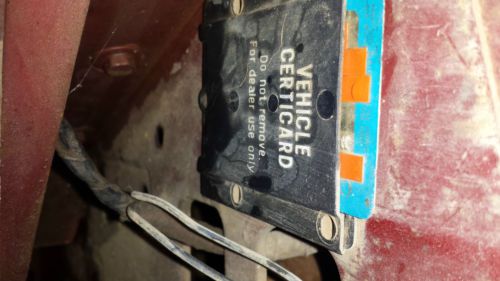 VEHICLE
CERTICARD
Do not remove
For dealer use only